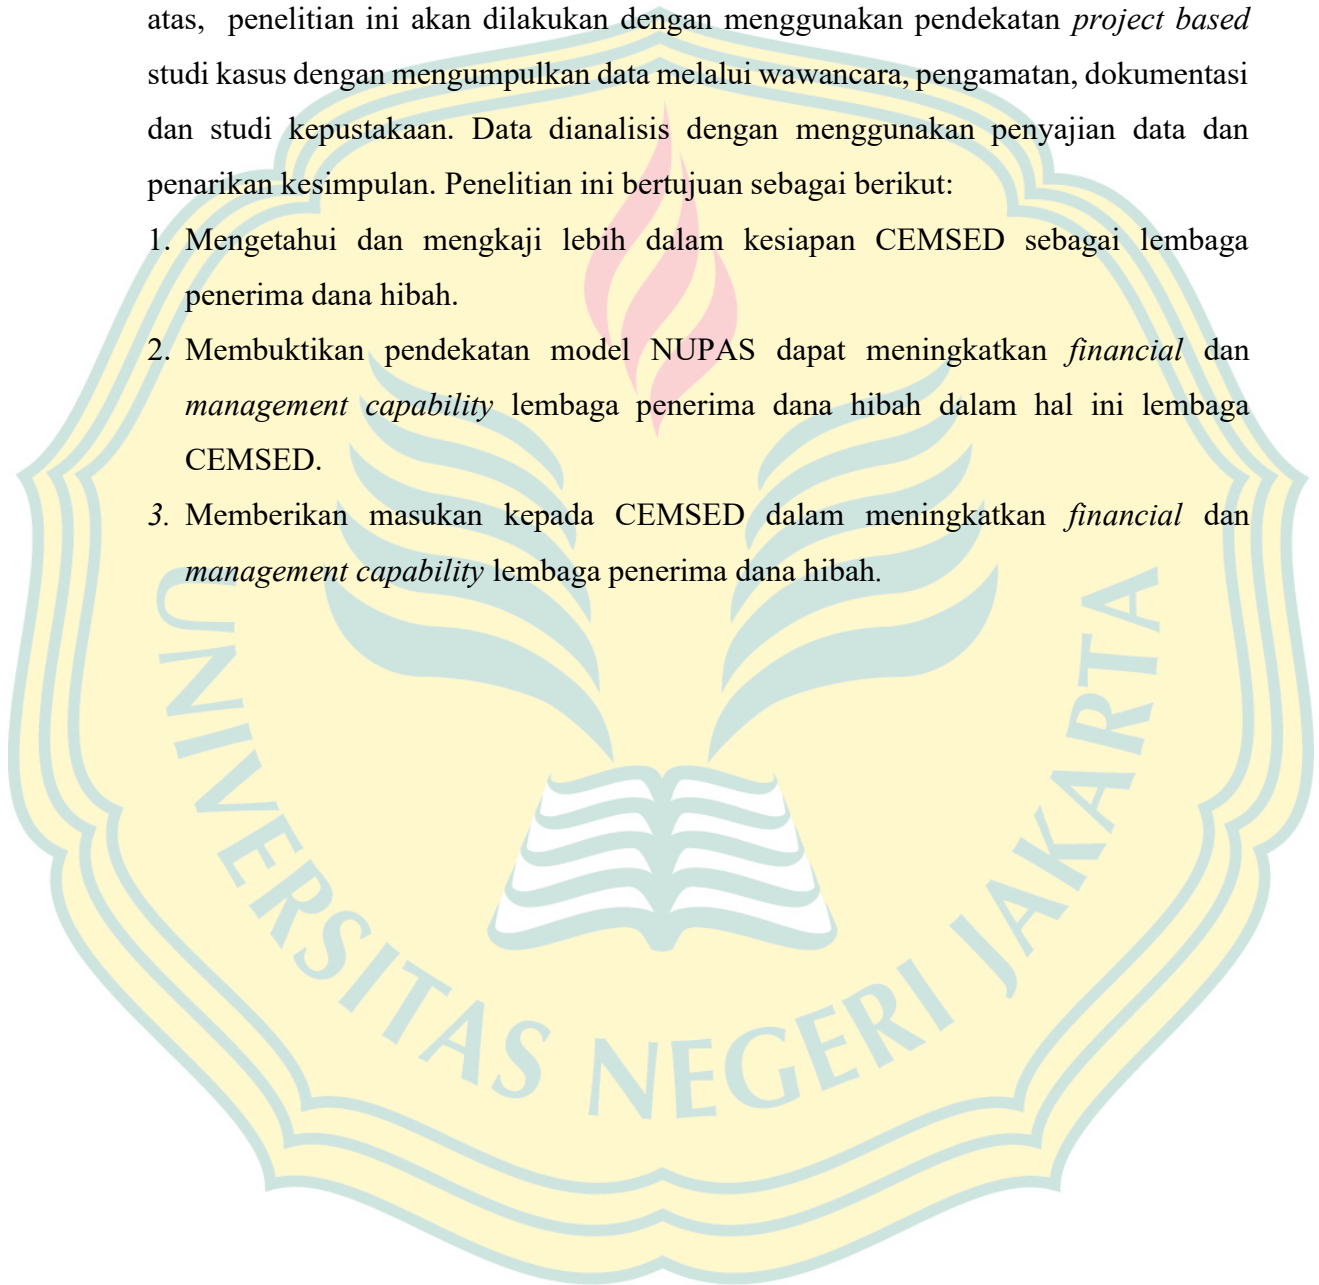 atas, penelitian ini akan dilakukan dengan menggunakan pendekatan project based
studi kasus dengan mengumpulkan data melalui wawancara, pengamatan, dokumentasi
dan studi kepustakaan. Data dianalisis dengan menggunakan penyajian data dan
penarikan kesimpulan. Penelitian ini bertujuan sebagai berikut:
1. Mengetahui dan mengkaji lebih dalam kesiapan CEMSED sebagai lembaga
penerima dana hibah.
2. Membuktikan pendekatan model NUPAS dapat meningkatkan financial dan
management capability lembaga penerima dana hibah dalam hal ini lembaga
CEMSED.
3. Memberikan masukan kepada CEMSED dalam meningkatkan financial dan
management capability lembaga penerima dana hibah.
UNIVERSITAS NEGERI JAKARTA